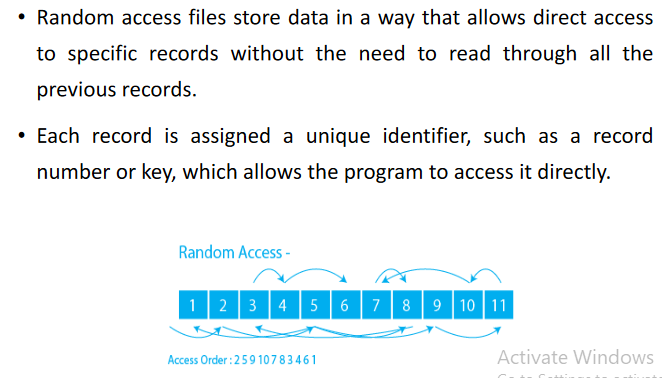 • Random access files store data in a way that allows direct access
to specific records without the need to read through all the
previous records.
• Each record is assigned a unique identifier, such as a record
number or key, which allows the program to access it directly.
Random Access -
1 2 3 4 5 6 7 8 9 10 11
Access Order : 2 5 9 10 7 8 3 4 6 1
Activate Windows